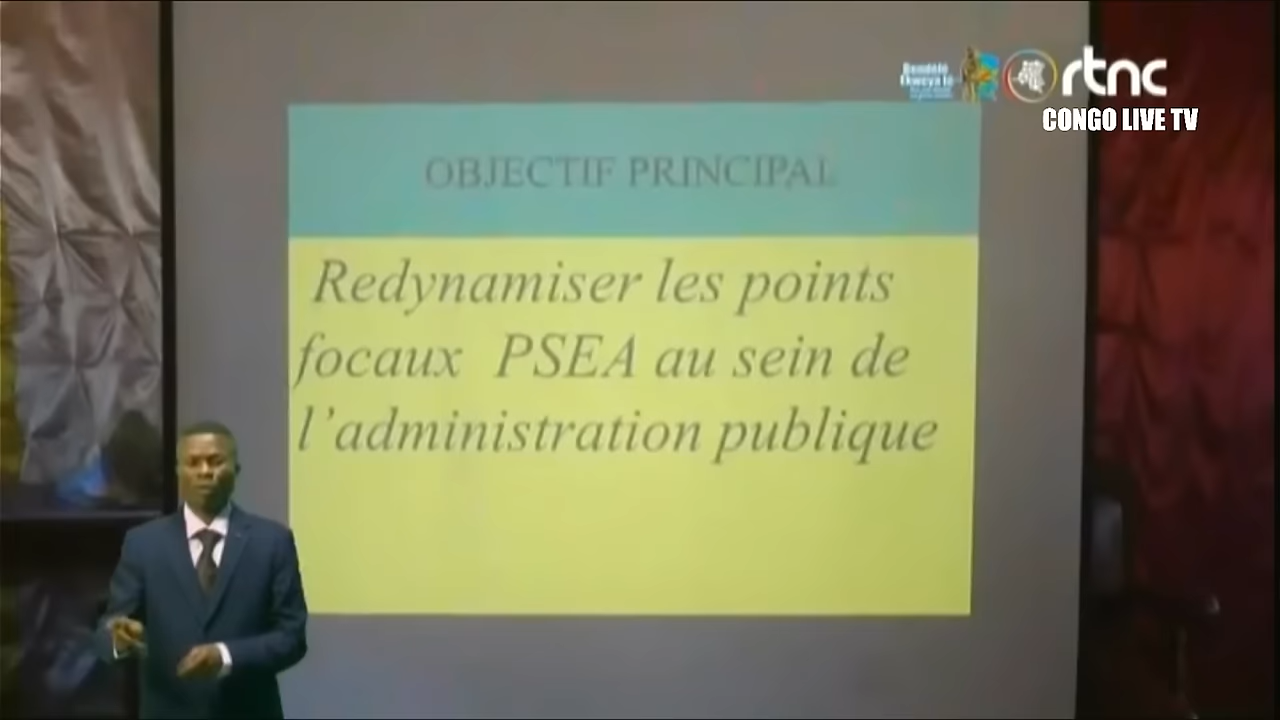 rtnc
CONGO LIVE TV
OBJECTIF PRINCIPAL
Redynamiser les points
focaux PSEA au sein de
l'administration publique